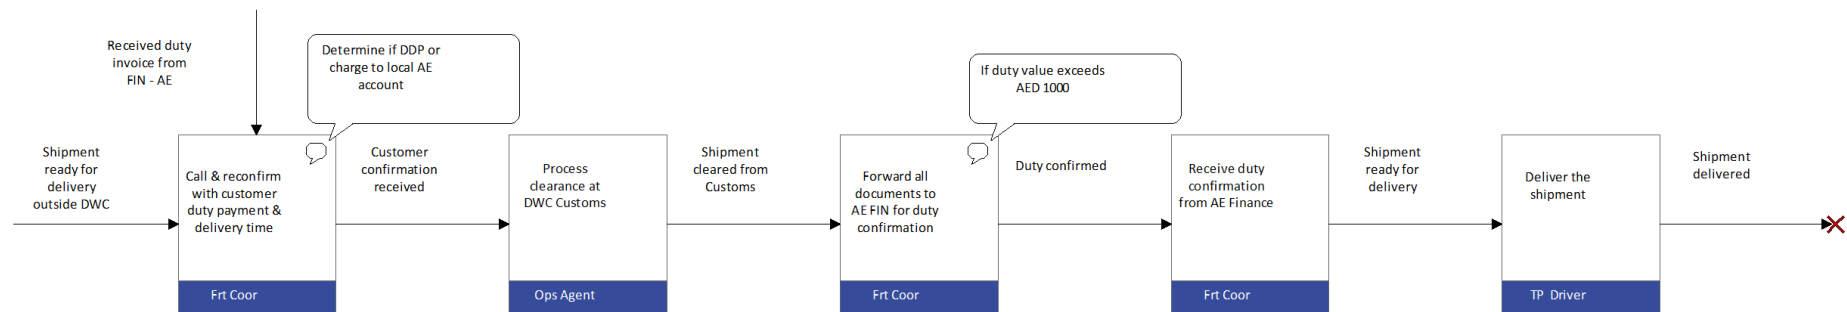 Received duty
invoice from
FIN - AE
Determine if DDP or
charge to local AE
account
If duty value exceeds
AED 1000
Shipment
ready for
delivery
outside DWC
Call & reconfirm
with customer
duty payment &
delivery time
Frt Coor
Customer
confirmation
received
Process
clearance at
DWC Customs
Ops Agent
Shipment
cleared from
Customs
Forward all
documents to
AE FIN for duty
confirmation
Frt Coor
Duty confirmed
Receive duty
confirmation
from AE Finance
Frt Coor
Shipment
ready for
delivery
Deliver the
shipment
TP Driver
Shipment
delivered